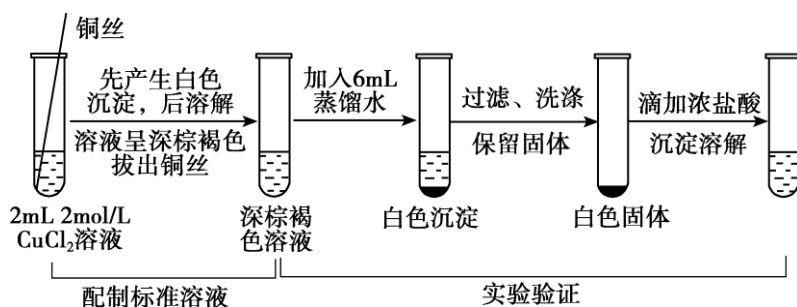 铜丝
先产生白色
沉淀，后溶解
溶液呈深棕褐色
拔出铜丝
加入6mL
蒸馏水
过滤、洗涤
保留固体
滴加浓盐酸
沉淀溶解
2mL 2mol/L
CuCl₂溶液
深棕褐
色溶液
白色沉淀
白色固体
配制标准溶液
实验验证